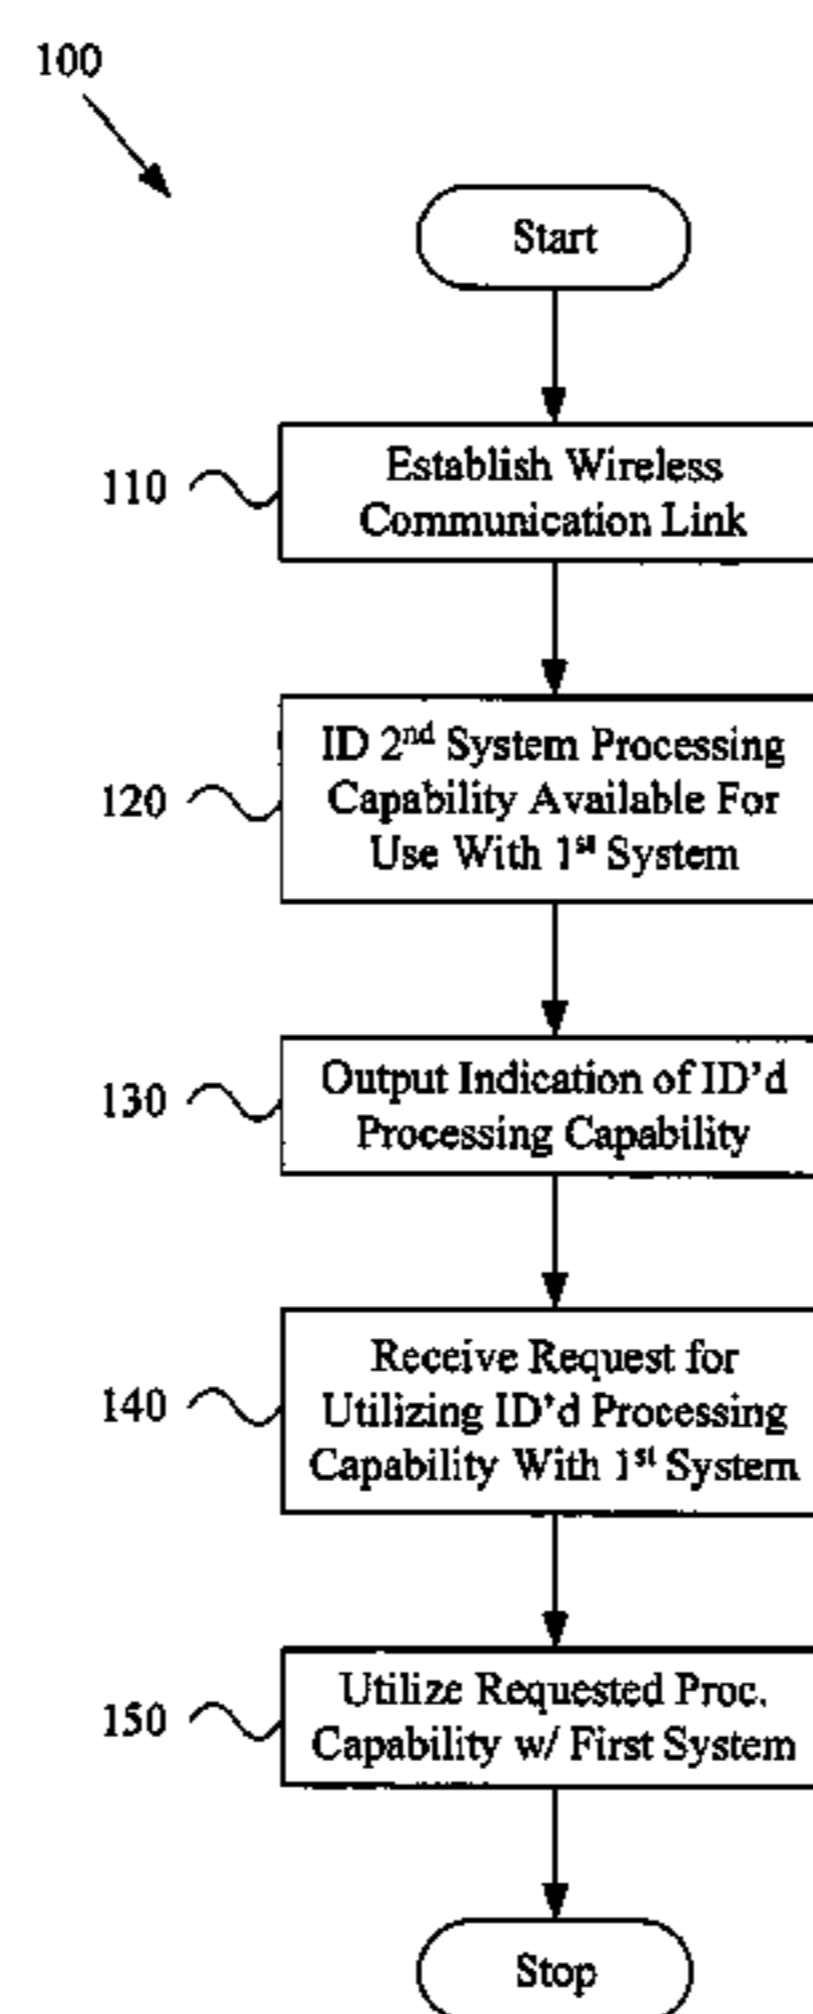 100
Start
110
Establish Wireless
Communication Link
120
ID 2nd System Processing
Capability Available For
Use With 1st System
130
Output Indication of ID'd
Processing Capability
140
Receive Request for
Utilizing ID'd Processing
Capability With 1st System
150
Utilize Requested Proc.
Capability w/ First System
Stop